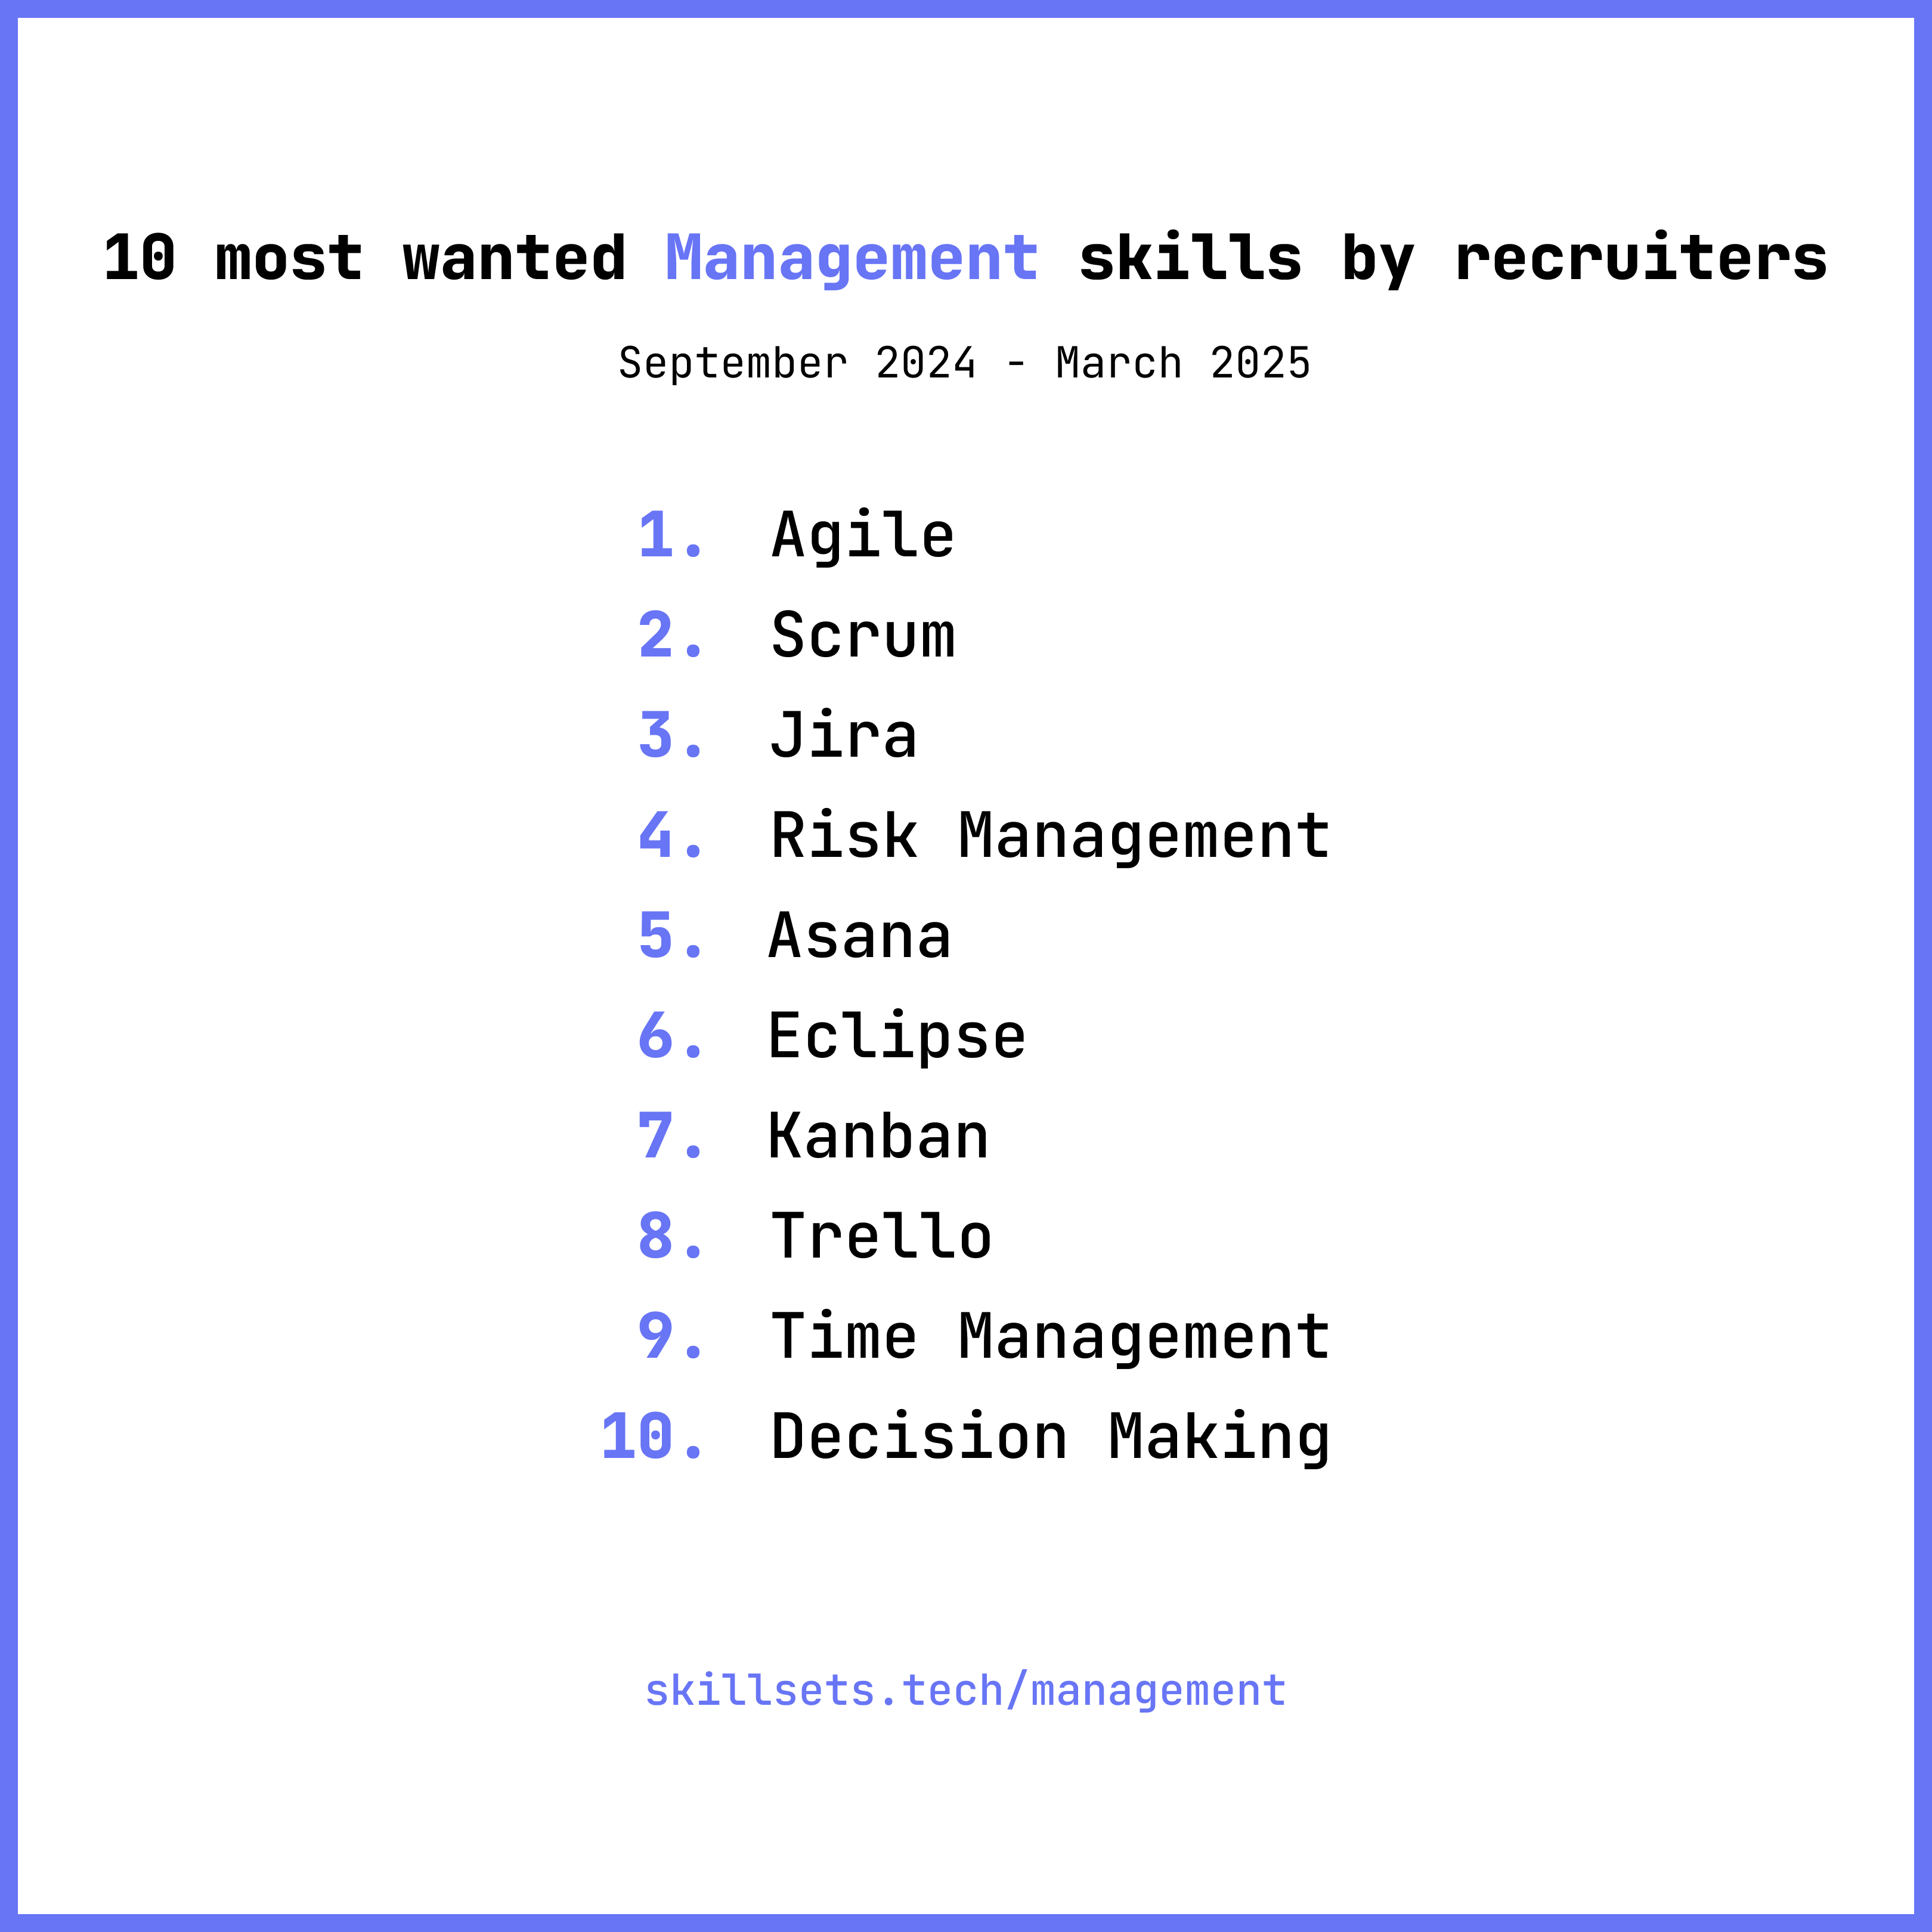 10 most wanted Management skills by recruiters
September 2024 - March 2025
1. Agile
2. Scrum
3. Jira
4. Risk Management
5. Asana
6. Eclipse
7. Kanban
8. Trello
9. Time Management
10. Decision Making
skillsets.tech/management